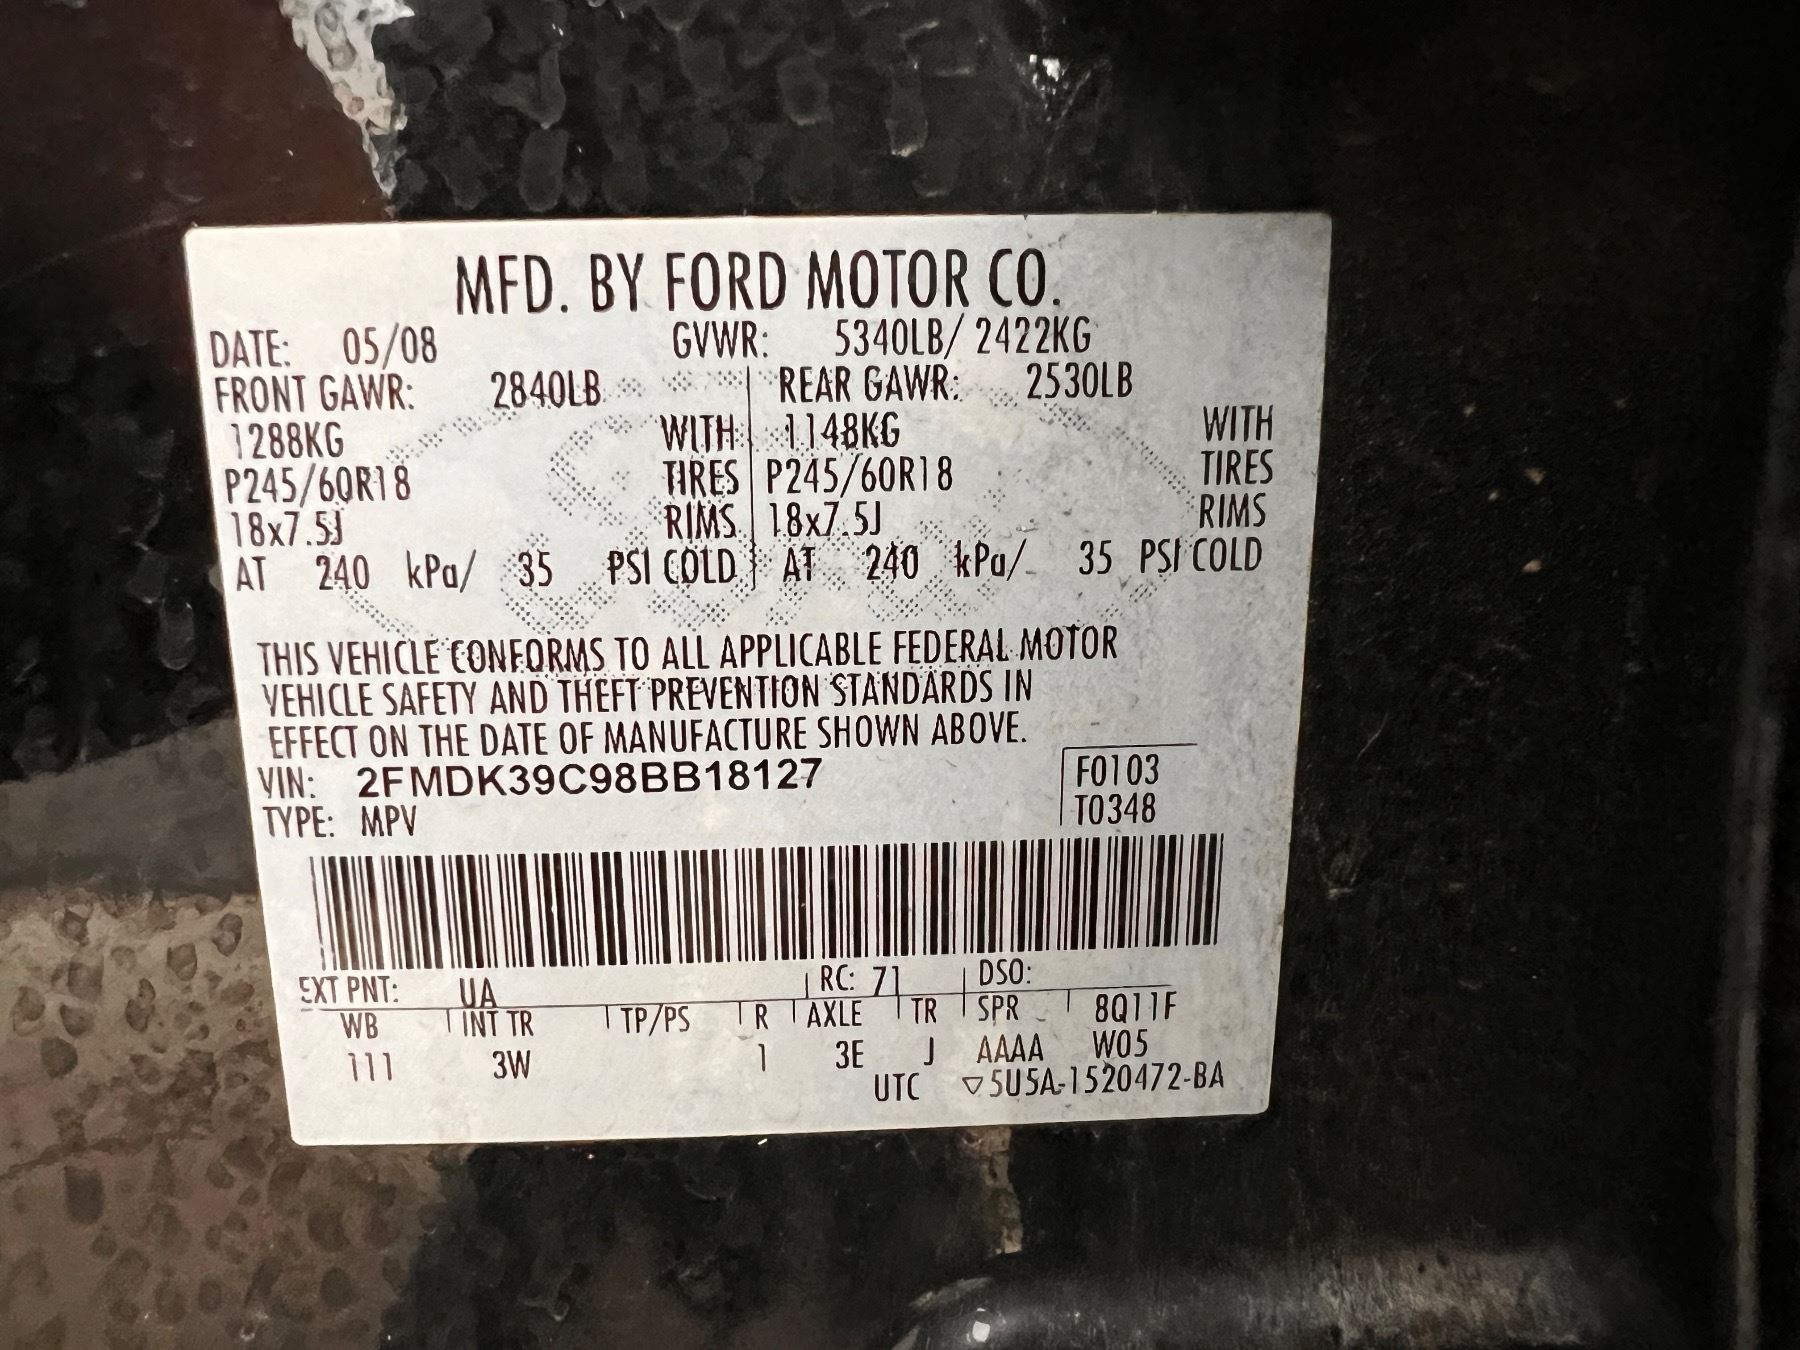 MFD. BY FORD MOTOR CO.
DATE: 05/08 GVWR: 5340LB/ 2422KG
FRONT GAWR: 2840LB REAR GAWR: 2530LB
1288KG WITH 1148KG WITH
P245/60R18 TIRES P245/60R18 TIRES
18x7.5J RIMS 18x7.5J RIMS
AT 240 kPa/ 35 PSI COLD AT 240 kPa/ 35 PSI COLD
THIS VEHICLE CONFORMS TO ALL APPLICABLE FEDERAL MOTOR
VEHICLE SAFETY AND THEFT PREVENTION STANDARDS IN
EFFECT ON THE DATE OF MANUFACTURE SHOWN ABOVE.
VIN: 2FMDK39C98BB18127 F0103
TYPE: MPV T0348
EXT PNT: UA RC: 71 DSO:
WB INT TR TP/PS R AXLE TR SPR 8Q11F
111 3W 1 3E J AAAA W05
UTC ▽5U5A-1520472-BA